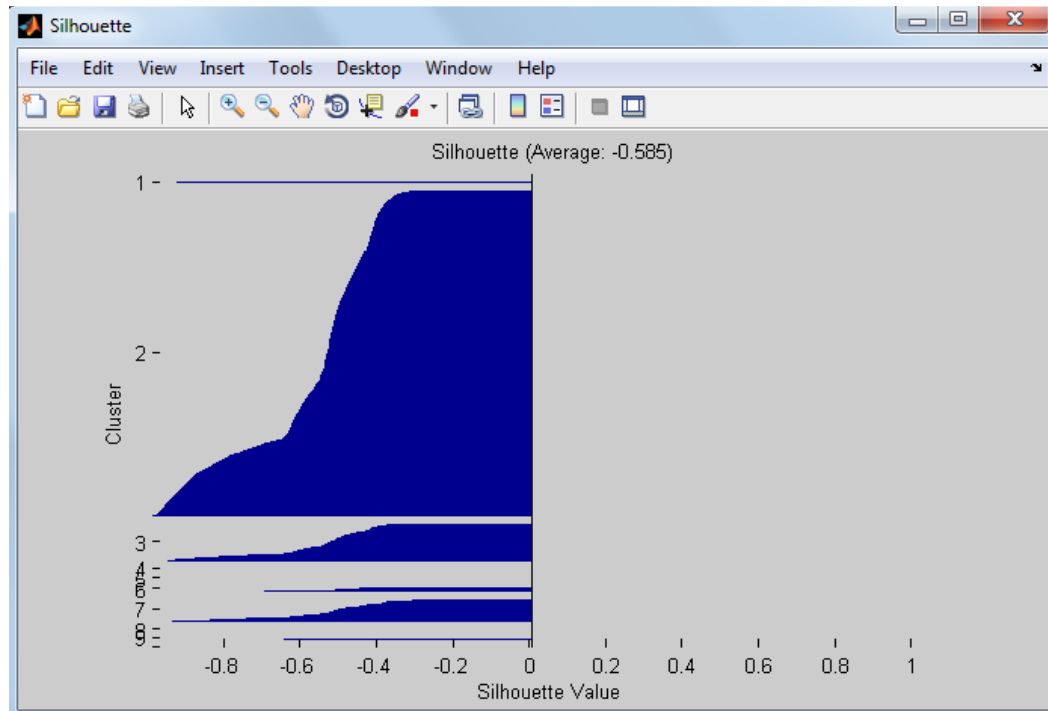 Silhouette
File Edit View Insert Tools Desktop Window Help
Silhouette (Average: -0.585)
1
2
3
4
5
6
7
8
9
Cluster
-0.8 -0.6 -0.4 -0.2 0 0.2 0.4 0.6 0.8 1
Silhouette Value